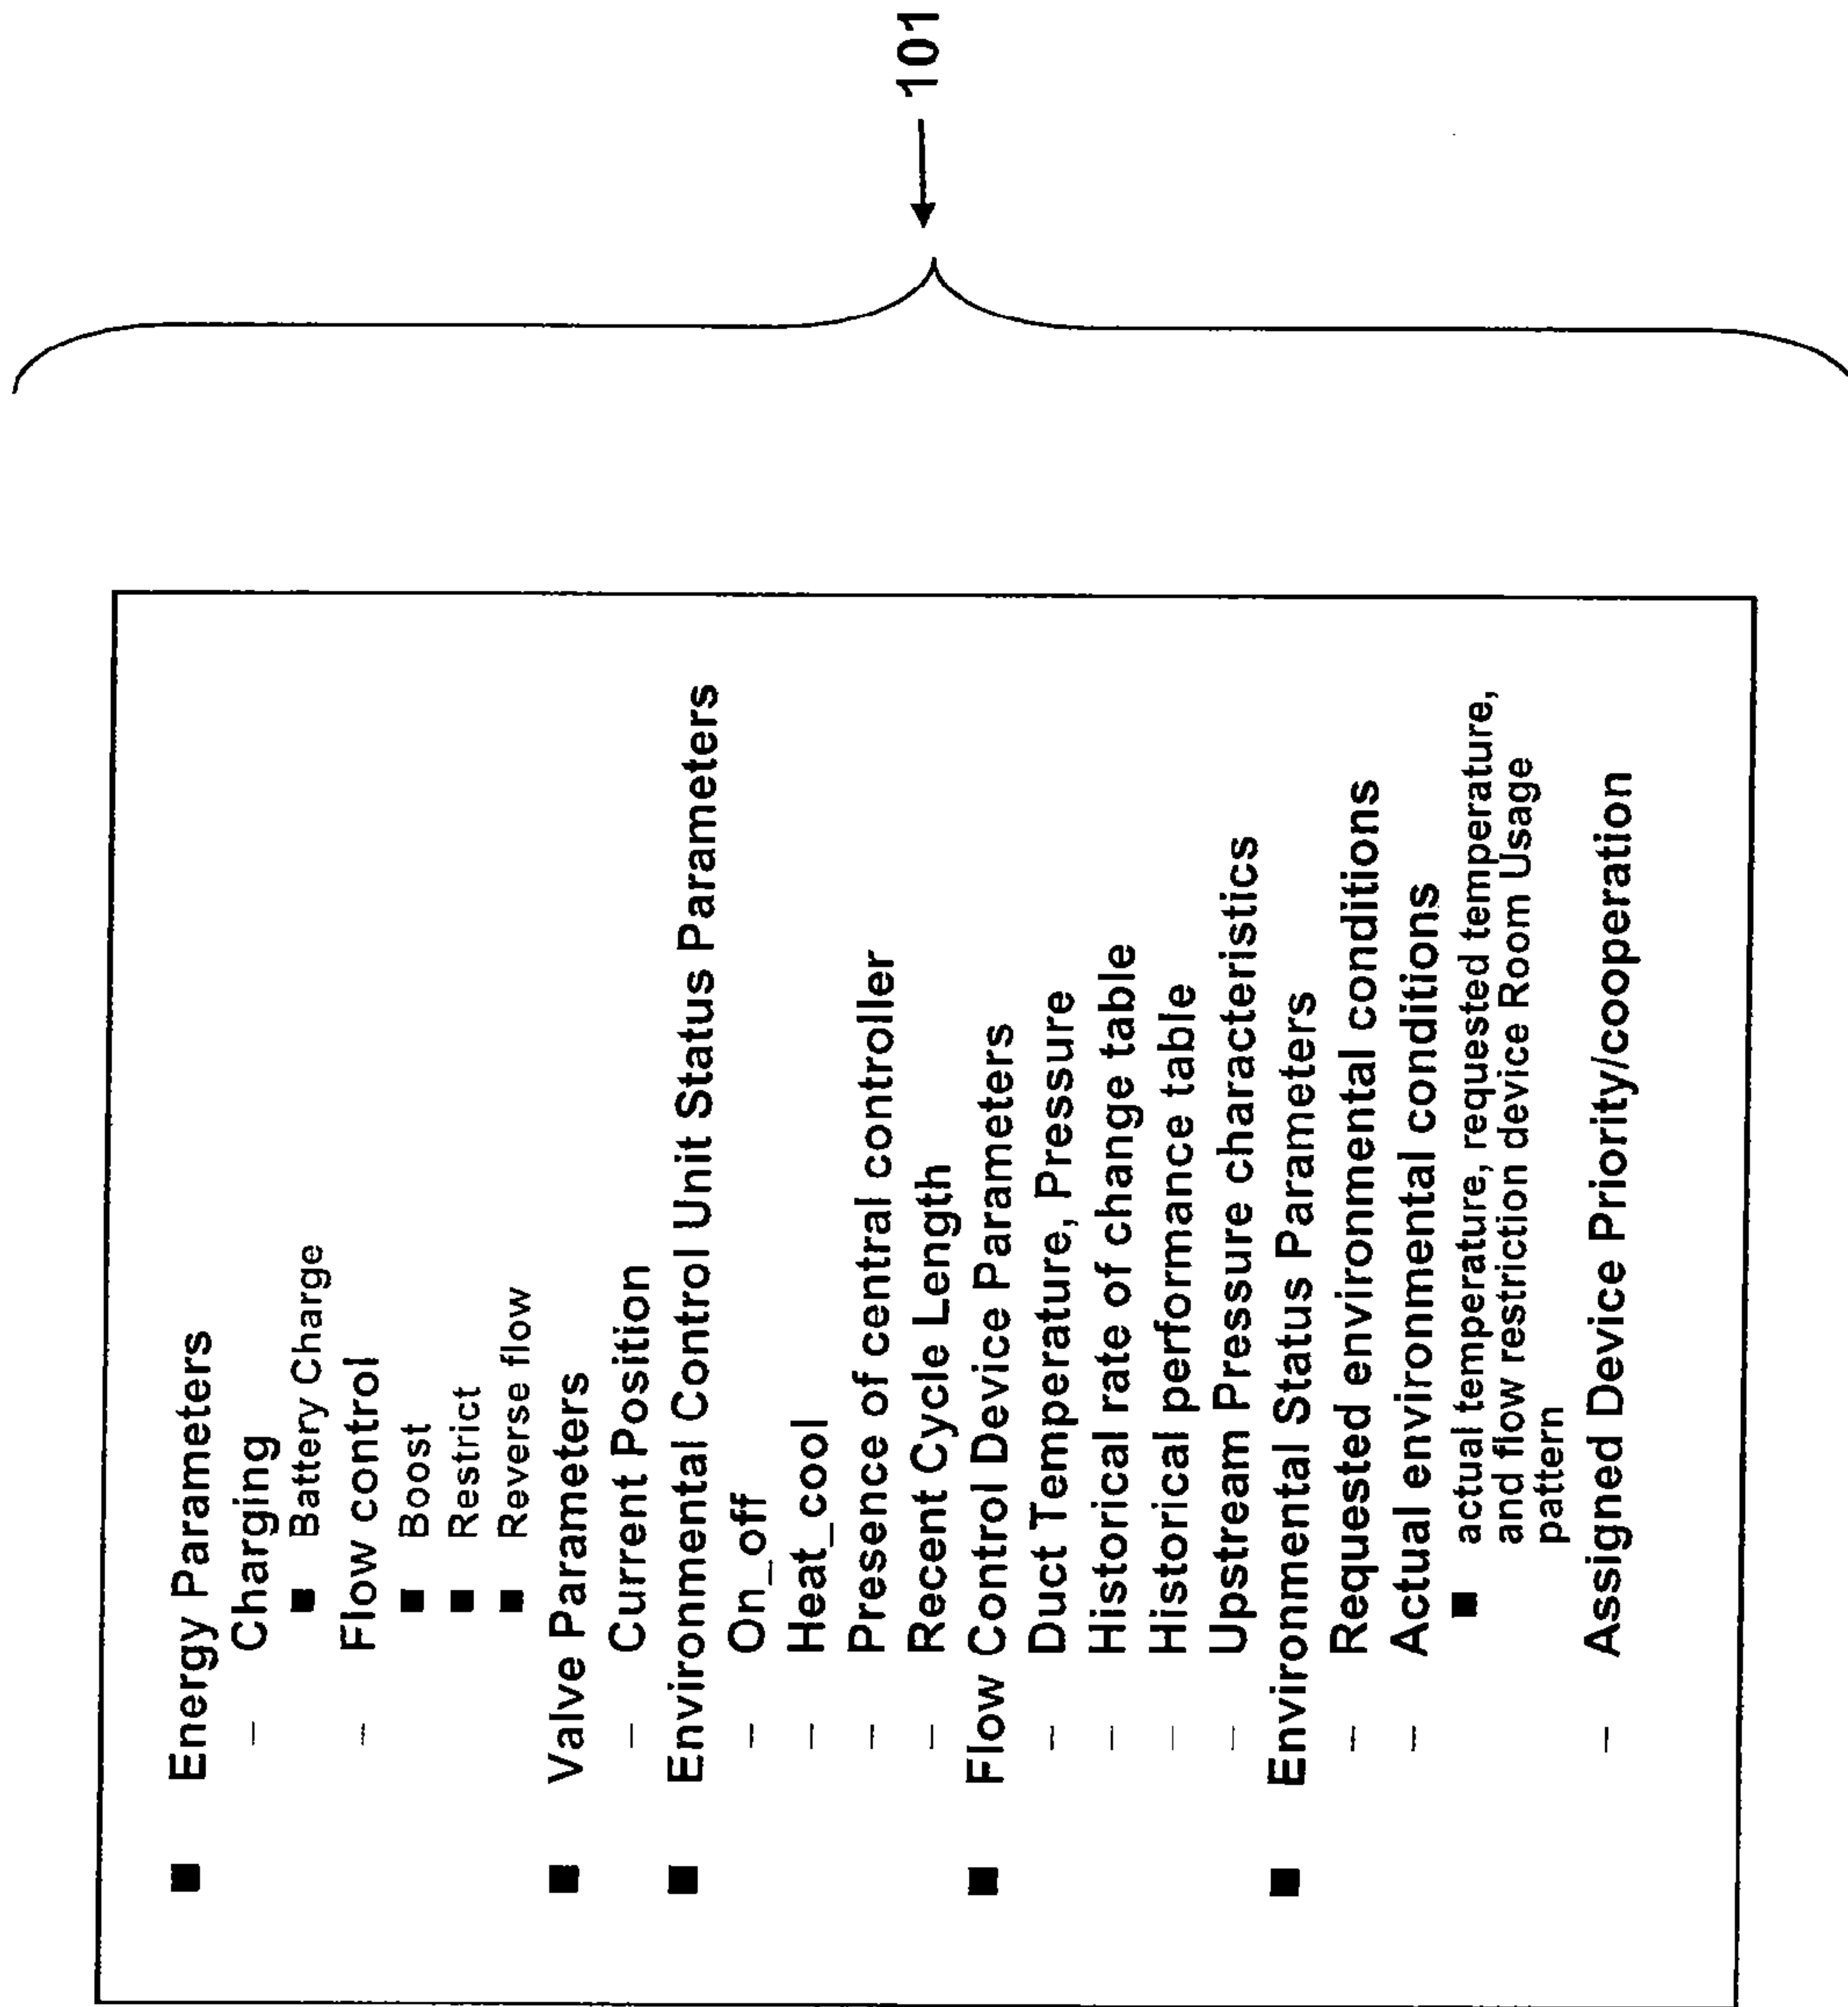 Energy Parameters
– Charging
Battery Charge
– Flow control
Boost
Restrict
Reverse flow
Valve Parameters
– Current Position
Environmental Control Unit Status Parameters
– On_off
– Heat_cool
– Presence of central controller
– Recent Cycle Length
Flow Control Device Parameters
– Duct Temperature, Pressure
– Historical rate of change table
– Historical performance table
– Upstream Pressure characteristics
Environmental Status Parameters
– Requested environmental conditions
– Actual environmental conditions
actual temperature, requested temperature,
and flow restriction device Room Usage
pattern
– Assigned Device Priority/cooperation
101